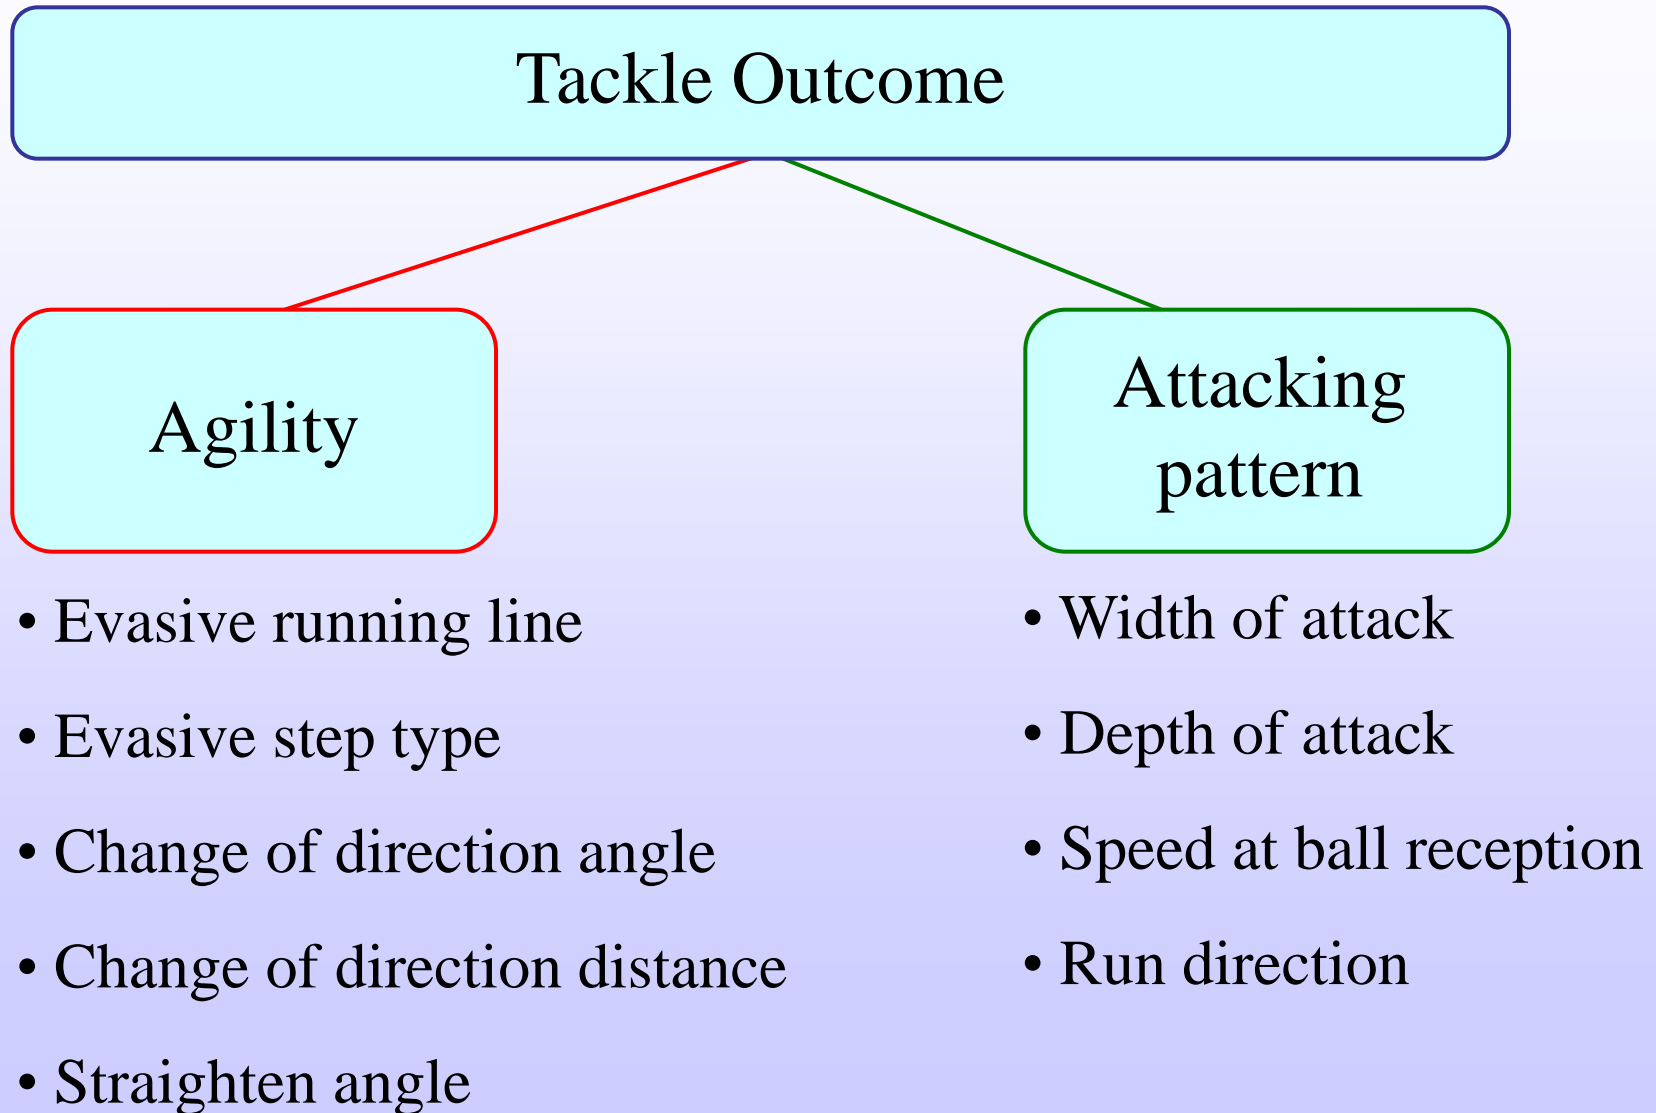 Tackle Outcome
Agility
• Evasive running line
• Evasive step type
• Change of direction angle
• Change of direction distance
• Straighten angle
Attacking
pattern
• Width of attack
• Depth of attack
• Speed at ball reception
• Run direction